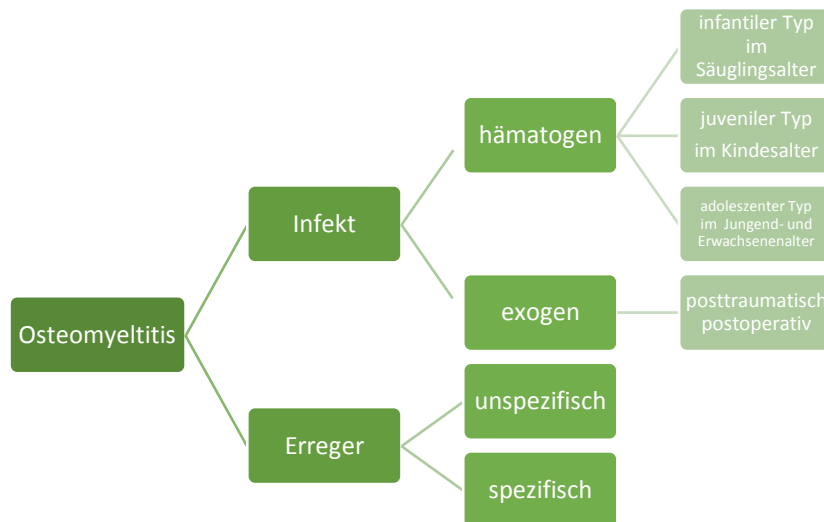 Osteomyeltitis
Infekt
hämatogen
infantiler Typ
im
Säuglingsalter
juveniler Typ
im Kindesalter
adoleszenter Typ
im Jungend- und
Erwachsenenalter
exogen
posttraumatisch
postoperativ
Erreger
unspezifisch
spezifisch